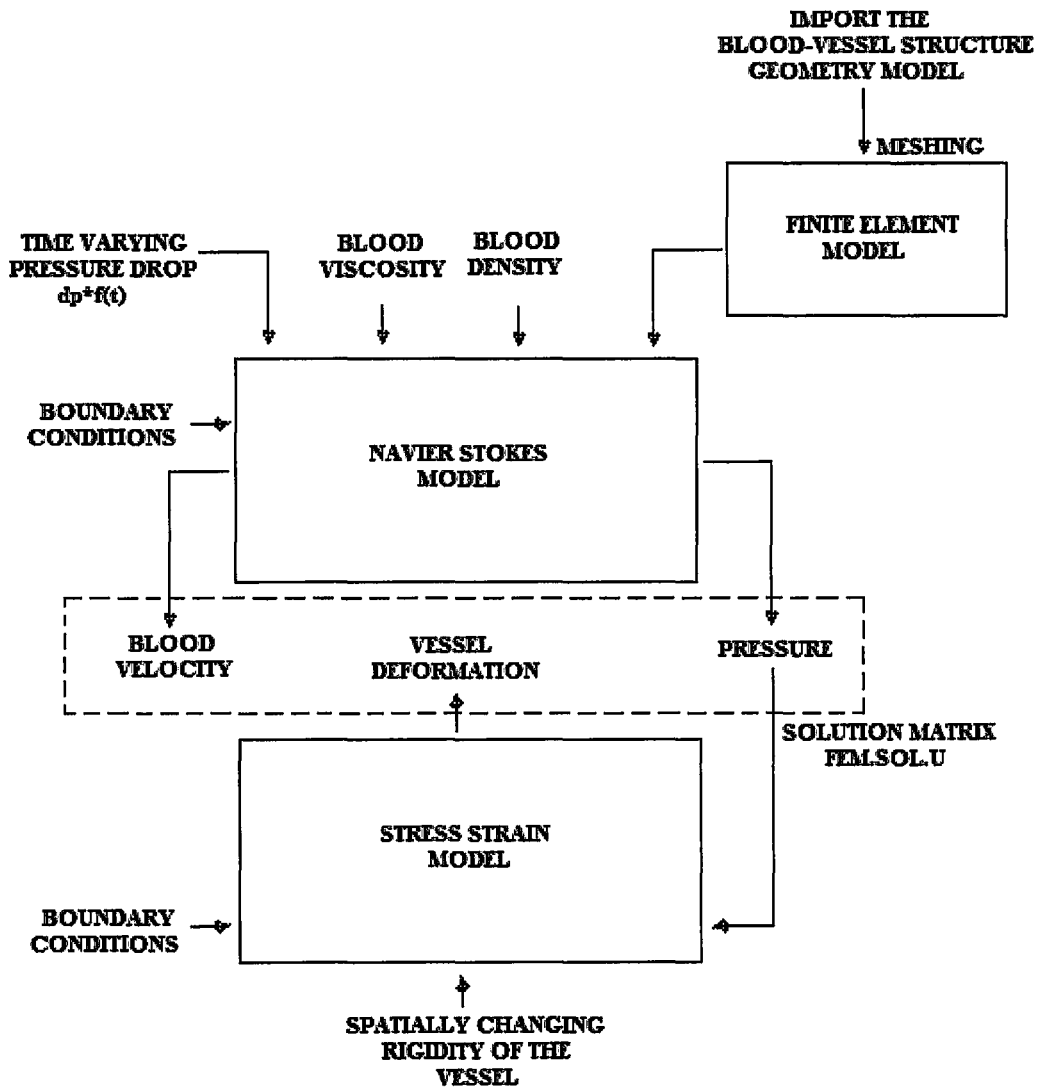 IMPORT THE
BLOOD-VESSEL STRUCTURE
GEOMETRY MODEL
MESHING
FINITE ELEMENT
MODEL
TIME VARYING
PRESSURE DROP
dp*f(t)
BLOOD
VISCOSITY
BLOOD
DENSITY
BOUNDARY
CONDITIONS
NAVIER STOKES
MODEL
BLOOD
VELOCITY
VESSEL
DEFORMATION
PRESSURE
SOLUTION MATRIX
FEM.SOL.U
STRESS STRAIN
MODEL
BOUNDARY
CONDITIONS
SPATIALLY CHANGING
RIGIDITY OF THE
VESSEL